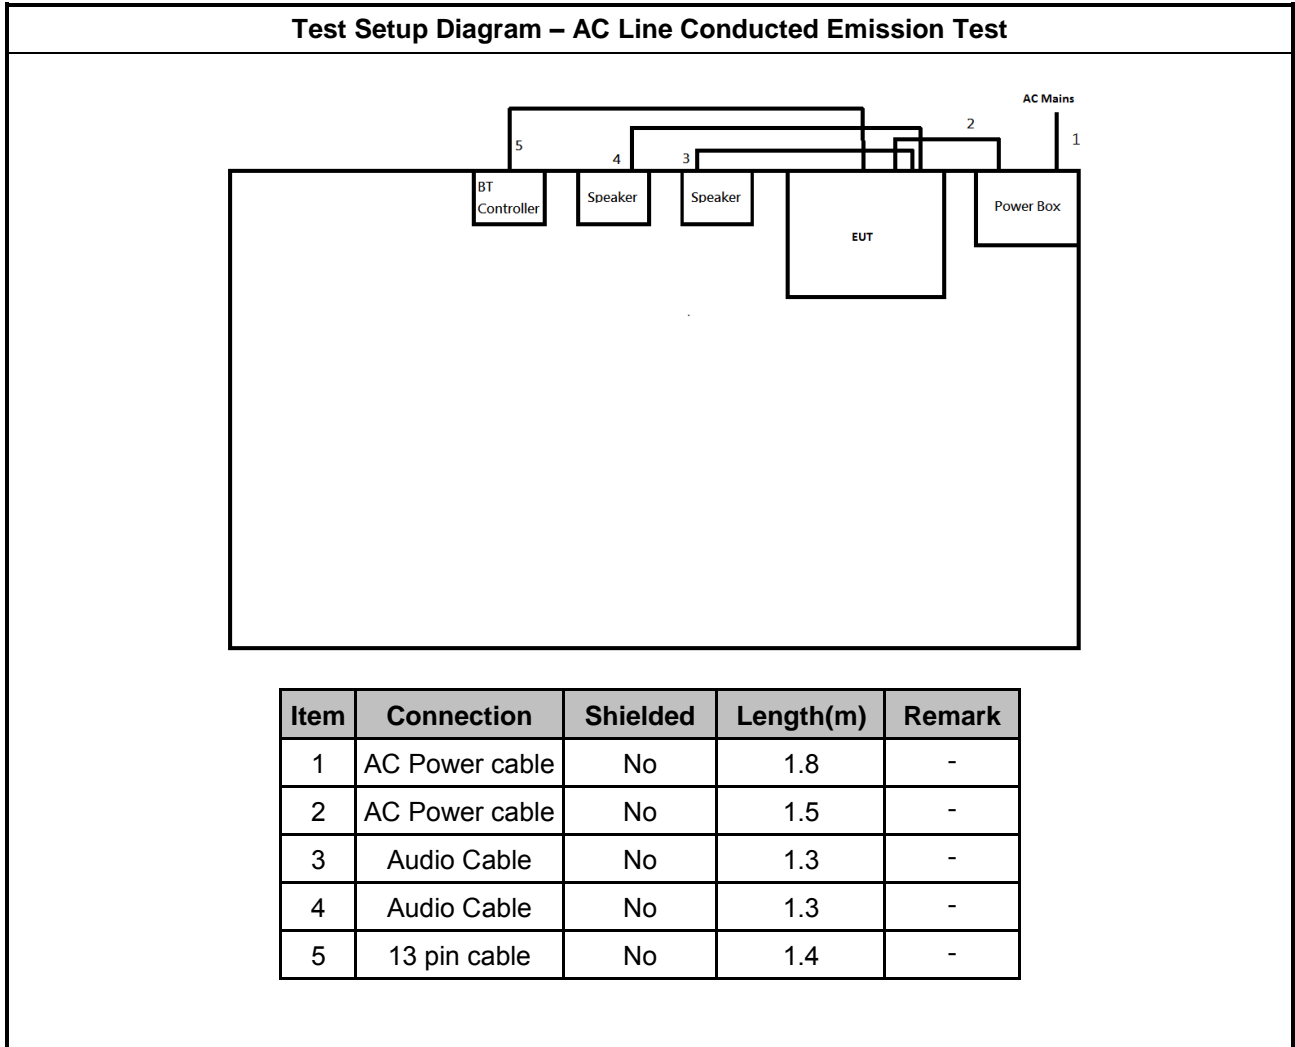 Test Setup Diagram – AC Line Conducted Emission Test
AC Mains
2
1
5
4
3
BT
Controller
Speaker
Speaker
EUT
Power Box
Item Connection Shielded Length(m) Remark
1 AC Power cable No 1.8 -
2 AC Power cable No 1.5 -
3 Audio Cable No 1.3 -
4 Audio Cable No 1.3 -
5 13 pin cable No 1.4 -